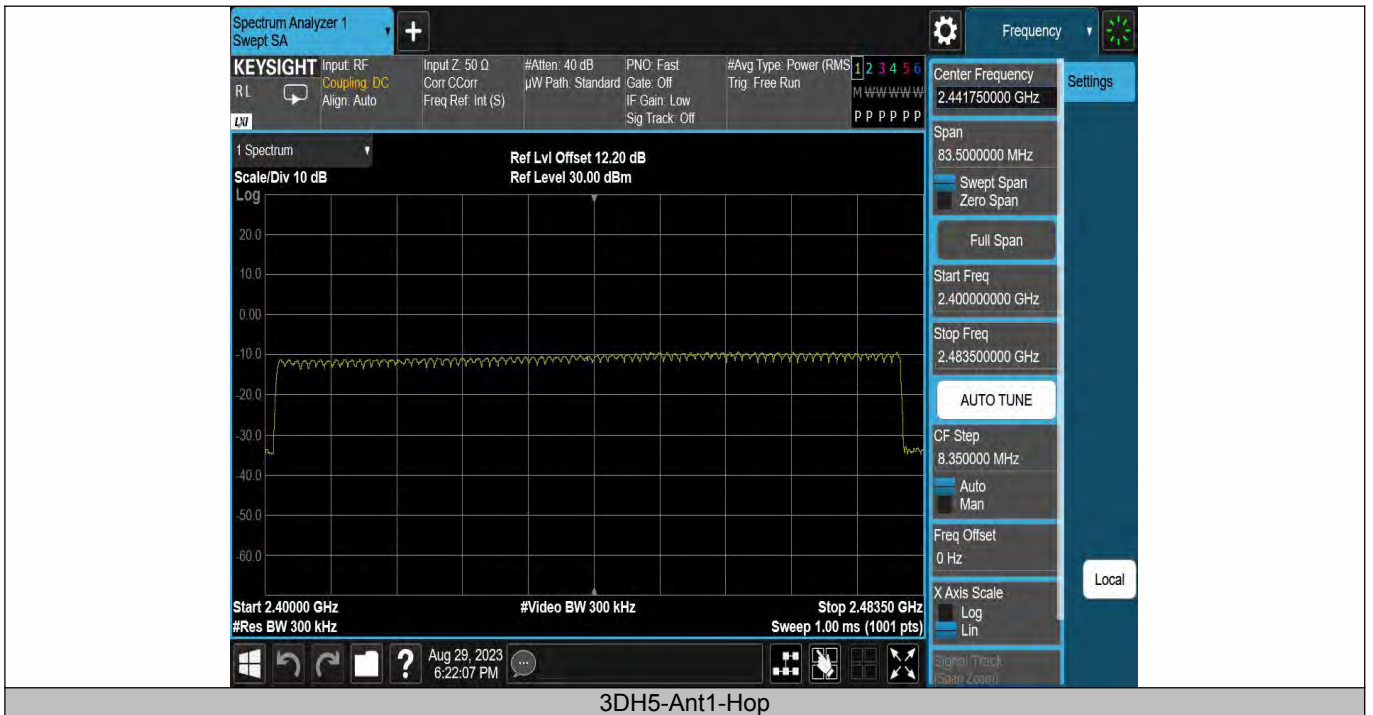 Spectrum Analyzer 1
Swept SA
Frequency
KEYSIGHT
RL
LXI
Input: RF
Coupling: DC
Align: Auto
Input Z: 50 Ω
Corr CCorr
Freq Ref: Int (S)
#Atten: 40 dB
µW Path: Standard
PNO: Fast
Gate: Off
IF Gain: Low
Sig Track: Off
#Avg Type: Power (RMS
Trig: Free Run
1 2 3 4 5 6
M W W W W W
P P P P P P
1 Spectrum
Scale/Div 10 dB
Ref Lvl Offset 12.20 dB
Ref Level 30.00 dBm
Log
20.0
10.0
0.00
-10.0
-20.0
-30.0
-40.0
-50.0
-60.0
Start 2.40000 GHz
#Video BW 300 kHz
Stop 2.48350 GHz
#Res BW 300 kHz
Sweep 1.00 ms (1001 pts)
Center Frequency
2.441750000 GHz
Settings
Span
83.5000000 MHz
Swept Span
Zero Span
Full Span
Start Freq
2.400000000 GHz
Stop Freq
2.483500000 GHz
AUTO TUNE
CF Step
8.350000 MHz
Auto
Man
Freq Offset
0 Hz
X Axis Scale
Log
Lin
Signal Track
(Span Zoom)
Local
?
Aug 29, 2023
6:22:07 PM
3DH5-Ant1-Hop